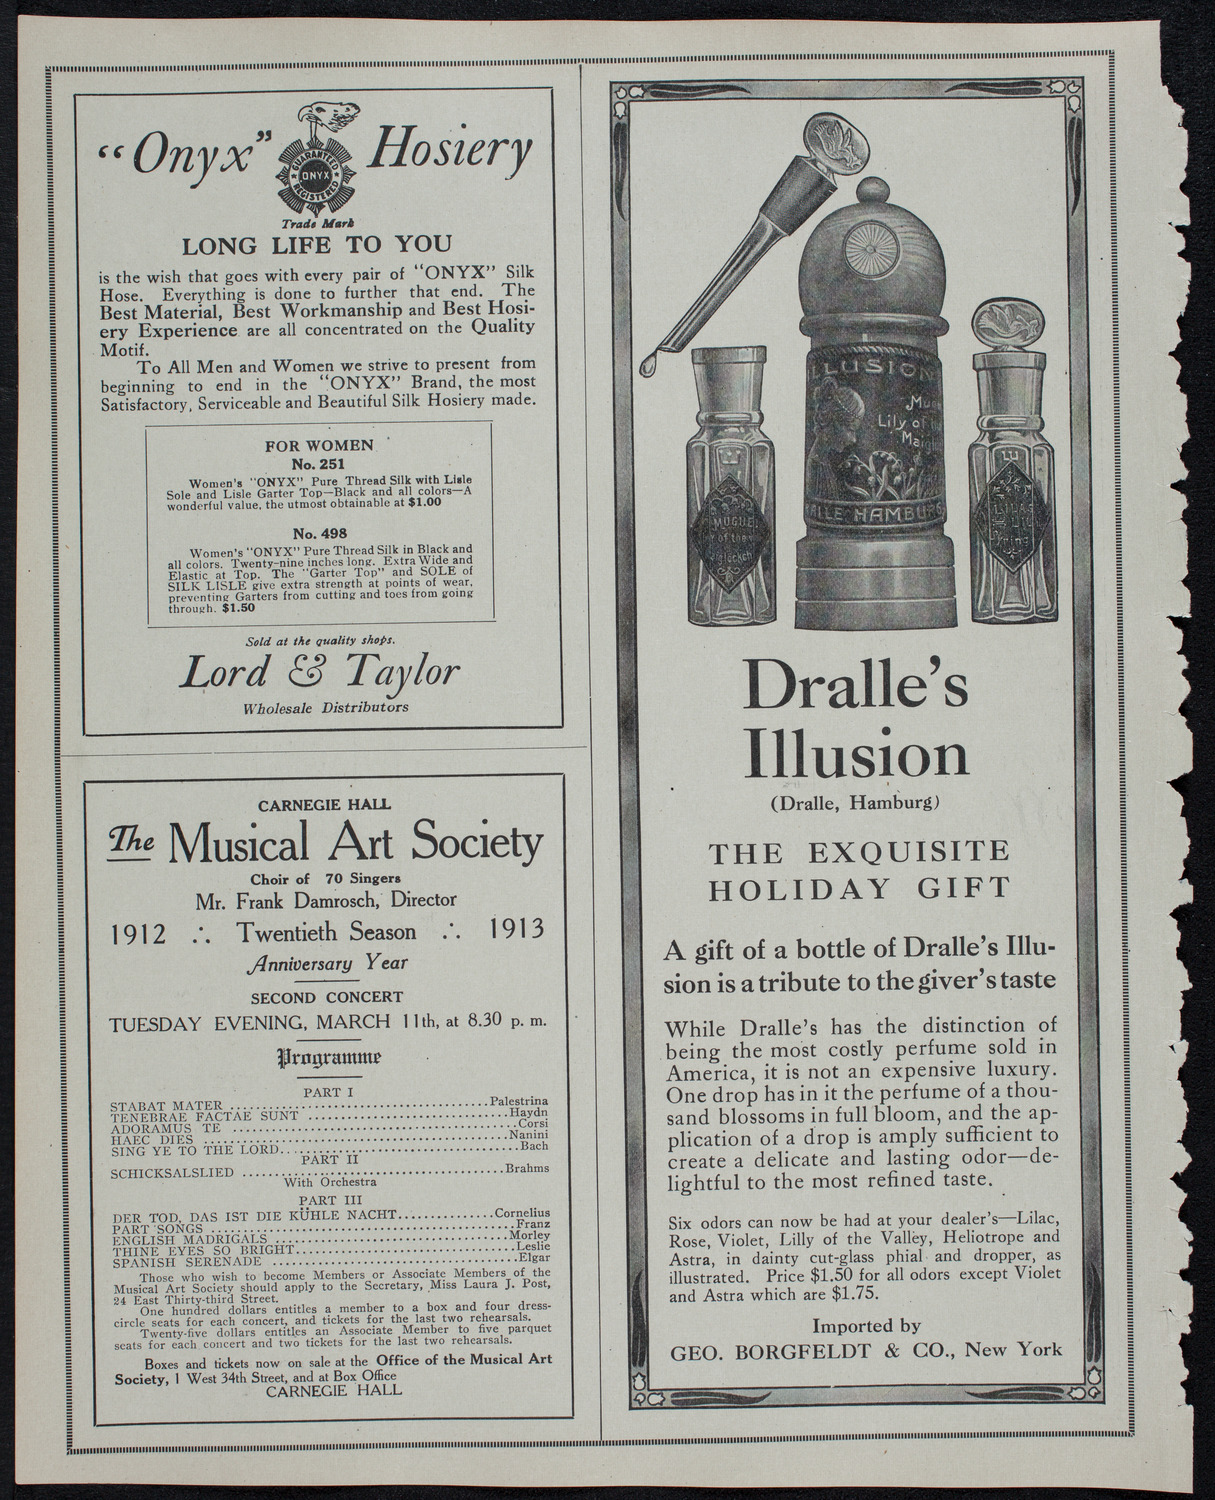 "Onyx" Hosiery
GUARANTEED
ONYX
REGISTERED
Trade Mark
LONG LIFE TO YOU
is the wish that goes with every pair of "ONYX" Silk
Hose. Everything is done to further that end. The
Best Material, Best Workmanship and Best Hosi-
ery Experience are all concentrated on the Quality
Motif.
To All Men and Women we strive to present from
beginning to end in the "ONYX" Brand, the most
Satisfactory, Serviceable and Beautiful Silk Hosiery made.
FOR WOMEN
No. 251
Women's "ONYX" Pure Thread Silk with Lisle
Sole and Lisle Garter Top—Black and all colors—A
wonderful value, the utmost obtainable at $1.00
No. 498
Women's "ONYX" Pure Thread Silk in Black and
all colors. Twenty-nine inches long. Extra Wide and
Elastic at Top. The "Garter Top" and SOLE of
SILK LISLE give extra strength at points of wear,
preventing Garters from cutting and toes from going
through. $1.50
Sold at the quality shops.
Lord & Taylor
Wholesale Distributors
CARNEGIE HALL
The Musical Art Society
Choir of 70 Singers
Mr. Frank Damrosch, Director
1912 ∴ Twentieth Season ∴ 1913
Anniversary Year
SECOND CONCERT
TUESDAY EVENING, MARCH 11th, at 8.30 p. m.
Programme
PART I
STABAT MATER ........ Palestrina
TENEBRAE FACTAE SUNT ........ Haydn
ADORAMUS TE ........ Corsi
HAEC DIES ........ Nanini
SING YE TO THE LORD ........ Bach
PART II
SCHICKSALSLIED ........ Brahms
With Orchestra
PART III
DER TOD, DAS IST DIE KÜHLE NACHT ........ Cornelius
PART SONGS ........ Franz
ENGLISH MADRIGALS ........ Morley
THINE EYES SO BRIGHT ........ Leslie
SPANISH SERENADE ........ Elgar
Those who wish to become Members or Associate Members of the
Musical Art Society should apply to the Secretary, Miss Laura J. Post,
24 East Thirty-third Street.
One hundred dollars entitles a member to a box and four dress-
circle seats for each concert, and tickets for the last two rehearsals.
Twenty-five dollars entitles an Associate Member to five parquet
seats for each concert and two tickets for the last two rehearsals.
Boxes and tickets now on sale at the Office of the Musical Art
Society, 1 West 34th Street, and at Box Office
CARNEGIE HALL
ILLUSION
Lily of
HAMBURG
MUGUET
of the
LILAS
Dralle's
Illusion
(Dralle, Hamburg)
THE EXQUISITE
HOLIDAY GIFT
A gift of a bottle of Dralle's Illu-
sion is a tribute to the giver's taste
While Dralle's has the distinction of
being the most costly perfume sold in
America, it is not an expensive luxury.
One drop has in it the perfume of a thou-
sand blossoms in full bloom, and the ap-
plication of a drop is amply sufficient to
create a delicate and lasting odor—de-
lightful to the most refined taste.
Six odors can now be had at your dealer's—Lilac,
Rose, Violet, Lilly of the Valley, Heliotrope and
Astra, in dainty cut-glass phial and dropper, as
illustrated. Price $1.50 for all odors except Violet
and Astra which are $1.75.
Imported by
GEO. BORGFELDT & CO., New York